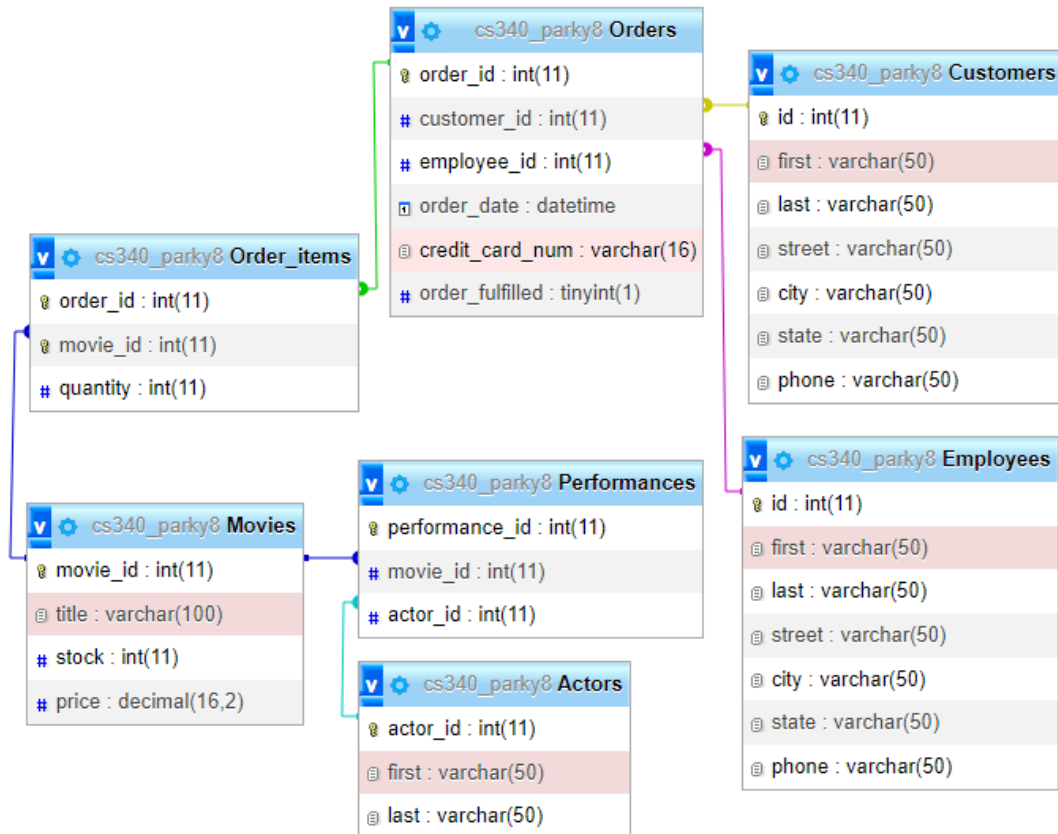 cs340_parky8 Orders
order_id : int(11)
customer_id : int(11)
employee_id : int(11)
order_date : datetime
credit_card_num : varchar(16)
order_fulfilled : tinyint(1)
cs340_parky8 Customers
id : int(11)
first : varchar(50)
last : varchar(50)
street : varchar(50)
city : varchar(50)
state : varchar(50)
phone : varchar(50)
cs340_parky8 Order_items
order_id : int(11)
movie_id : int(11)
quantity : int(11)
cs340_parky8 Movies
movie_id : int(11)
title : varchar(100)
stock : int(11)
price : decimal(16,2)
cs340_parky8 Performances
performance_id : int(11)
movie_id : int(11)
actor_id : int(11)
cs340_parky8 Actors
actor_id : int(11)
first : varchar(50)
last : varchar(50)
cs340_parky8 Employees
id : int(11)
first : varchar(50)
last : varchar(50)
street : varchar(50)
city : varchar(50)
state : varchar(50)
phone : varchar(50)